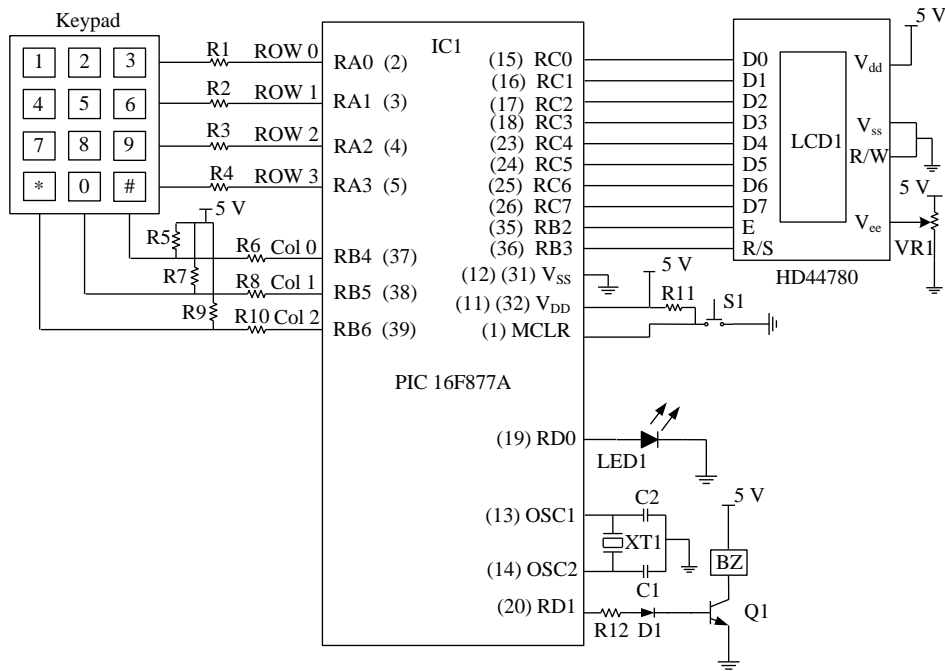 Keypad
1 2 3
4 5 6
7 8 9
* 0 #
R1 ROW 0
R2 ROW 1
R3 ROW 2
R4 ROW 3
5 V
R5
R6 Col 0
R7
R8 Col 1
R9
R10 Col 2
IC1
RA0 (2)
RA1 (3)
RA2 (4)
RA3 (5)
RB4 (37)
RB5 (38)
RB6 (39)
PIC 16F877A
(15) RC0
(16) RC1
(17) RC2
(18) RC3
(23) RC4
(24) RC5
(25) RC6
(26) RC7
(35) RB2
(36) RB3
(12) (31) VSS
(11) (32) VDD
(1) MCLR
(19) RD0
(13) OSC1
(14) OSC2
(20) RD1
D0
D1
D2
D3
D4
D5
D6
D7
E
R/S
LCD1
Vdd
Vss
R/W
Vee
HD44780
5 V
5 V
VR1
5 V
R11
S1
LED1
C2
XT1
C1
5 V
BZ
Q1
R12 D1